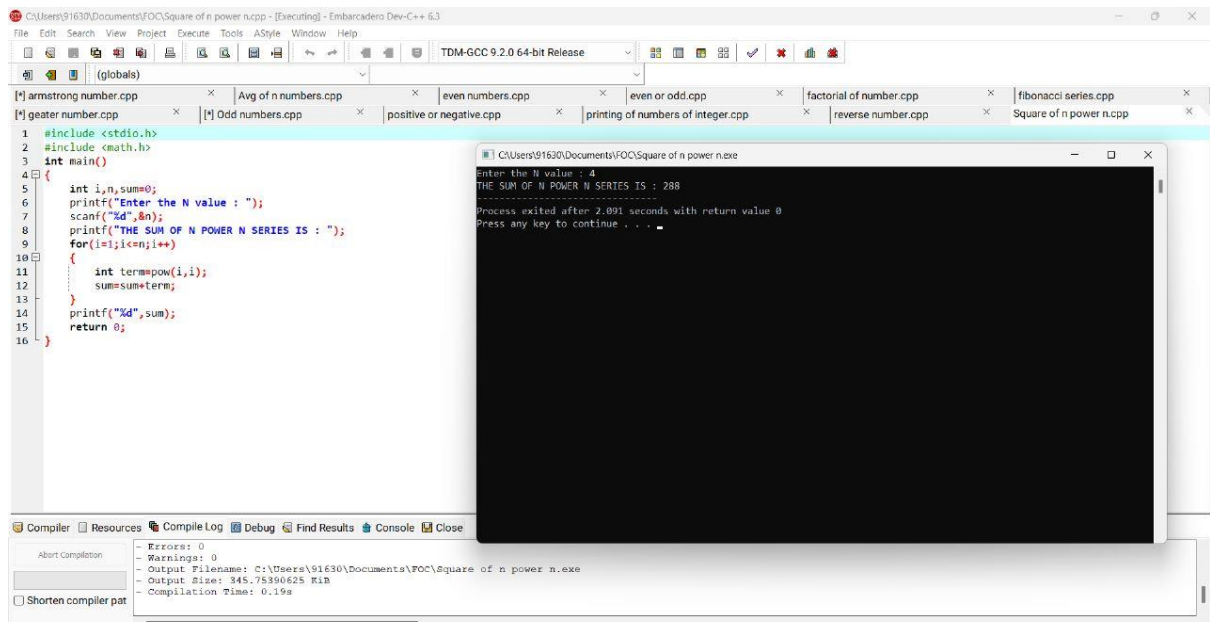 C:\Users\91630\Documents\FOC\Square of n power n.cpp - [Executing] - Embarcadero Dev-C++ 6.3
File Edit Search View Project Execute Tools AStyle Window Help
TDM-GCC 9.2.0 64-bit Release
(globals)
[*] armstrong number.cpp Avg of n numbers.cpp even numbers.cpp even or odd.cpp factorial of number.cpp fibonacci series.cpp
[*] geater number.cpp [*] Odd numbers.cpp positive or negative.cpp printing of numbers of integer.cpp reverse number.cpp Square of n power n.cpp
1 #include <stdio.h>
2 #include <math.h>
3 int main()
4 {
5 int i,n,sum=0;
6 printf("Enter the N value : ");
7 scanf("%d",&n);
8 printf("THE SUM OF N POWER N SERIES IS : ");
9 for(i=1;i<=n;i++)
10 {
11 int term=pow(i,i);
12 sum=sum+term;
13 }
14 printf("%d",sum);
15 return 0;
16 }
C:\Users\91630\Documents\FOC\Square of n power n.exe
Enter the N value : 4
THE SUM OF N POWER N SERIES IS : 288
--------------------------------
Process exited after 2.091 seconds with return value 0
Press any key to continue . . .
Compiler Resources Compile Log Debug Find Results Console Close
Abort Compilation
Shorten compiler pat
- Errors: 0
- Warnings: 0
- Output Filename: C:\Users\91630\Documents\FOC\Square of n power n.exe
- Output Size: 345.75390625 KiB
- Compilation Time: 0.19s